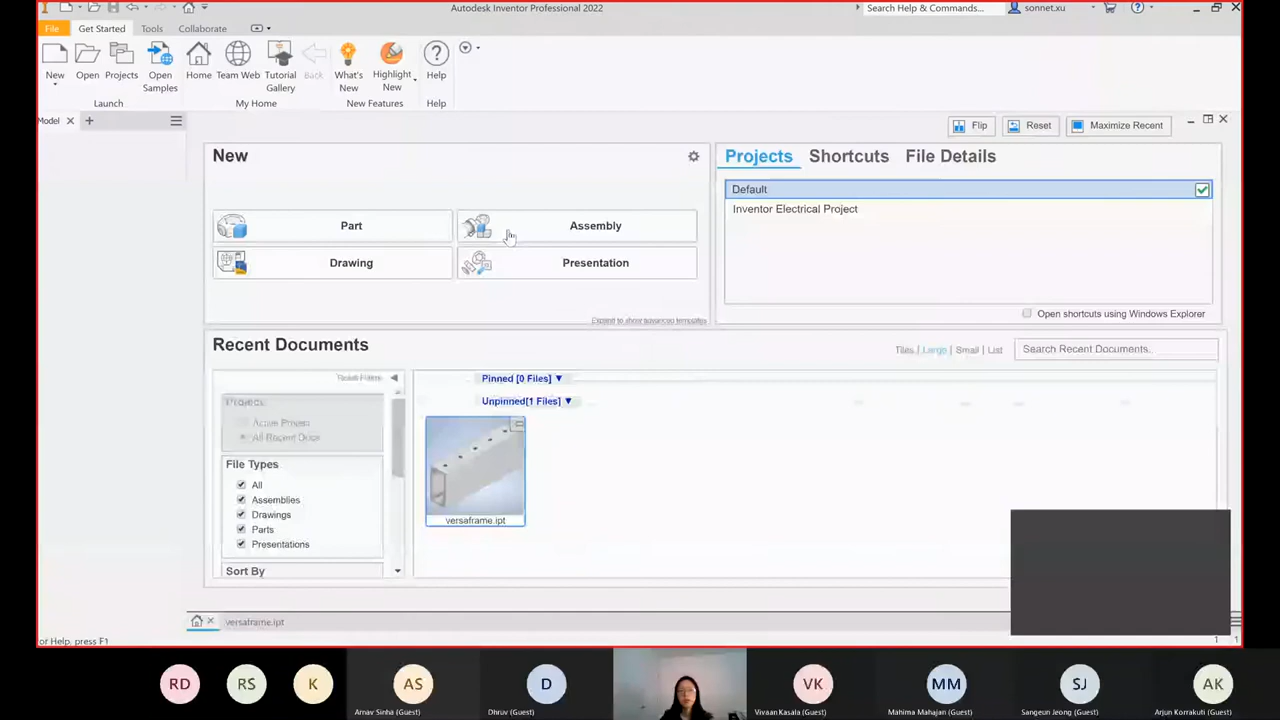 Autodesk Inventor Professional 2022
Search Help & Commands...
sonnet.xu
File
Get Started
Tools
Collaborate
New
Open
Projects
Open Samples
Home
Team Web
Tutorial Gallery
Back
What's New
Highlight New
Help
Launch
My Home
New Features
Help
Model
Flip
Reset
Maximize Recent
New
Projects
Shortcuts
File Details
Part
Assembly
Drawing
Presentation
Default
Inventor Electrical Project
Expand to show advanced templates
Open shortcuts using Windows Explorer
Recent Documents
Tiles | Large | Small | List
Search Recent Documents..
Reset Filters
Pinned [0 Files]
Unpinned[1 Files]
Projects
Active Project
All Recent Docs
File Types
All
Assemblies
Drawings
Parts
Presentations
Sort By
versaframe.ipt
versaframe.ipt
or Help, press F1
1 1
RD
RS
K
AS
D
VK
MM
SJ
AK
Arnav Sinha (Guest)
Dhruv (Guest)
Vivaan Kasala (Guest)
Mahima Mahajan (Guest)
Sangeun Jeong (Guest)
Arjun Korrakuti (Guest)